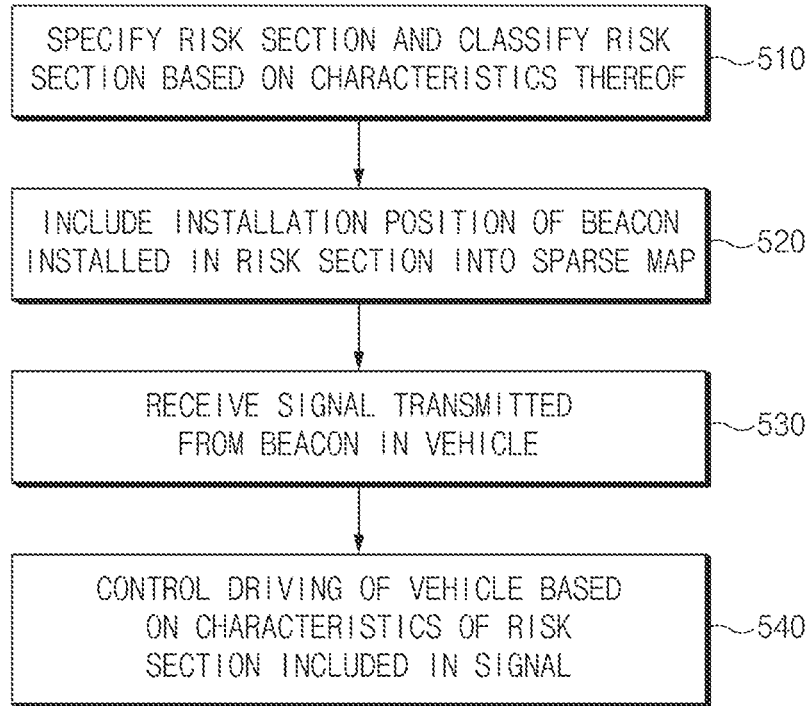 SPECIFY RISK SECTION AND CLASSIFY RISK
SECTION BASED ON CHARACTERISTICS THEREOF
510
INCLUDE INSTALLATION POSITION OF BEACON
INSTALLED IN RISK SECTION INTO SPARSE MAP
520
RECEIVE SIGNAL TRANSMITTED
FROM BEACON IN VEHICLE
530
CONTROL DRIVING OF VEHICLE BASED
ON CHARACTERISTICS OF RISK
SECTION INCLUDED IN SIGNAL
540